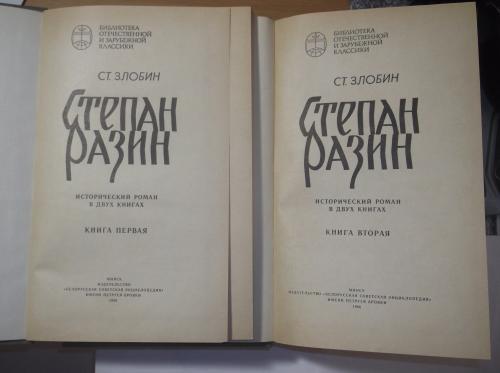 БИБЛИОТЕКА
ОТЕЧЕСТВЕННОЙ
И ЗАРУБЕЖНОЙ
КЛАССИКИ
СТ. ЗЛОБИН
СТЕПАН
РАЗИН
ИСТОРИЧЕСКИЙ РОМАН
В ДВУХ КНИГАХ
КНИГА ПЕРВАЯ
МИНСК
ИЗДАТЕЛЬСТВО
«БЕЛОРУССКАЯ СОВЕТСКАЯ ЭНЦИКЛОПЕДИЯ»
ИМЕНИ ПЕТРУСЯ БРОВКИ
БИБЛИОТЕКА
ОТЕЧЕСТВЕННОЙ
И ЗАРУБЕЖНОЙ
КЛАССИКИ
СТ. ЗЛОБИН
СТЕПАН
РАЗИН
ИСТОРИЧЕСКИЙ РОМАН
В ДВУХ КНИГАХ
КНИГА ВТОРАЯ
МИНСК
ИЗДАТЕЛЬСТВО «БЕЛОРУССКАЯ СОВЕТСКАЯ ЭНЦИКЛОПЕДИЯ»
ИМЕНИ ПЕТРУСЯ БРОВКИ